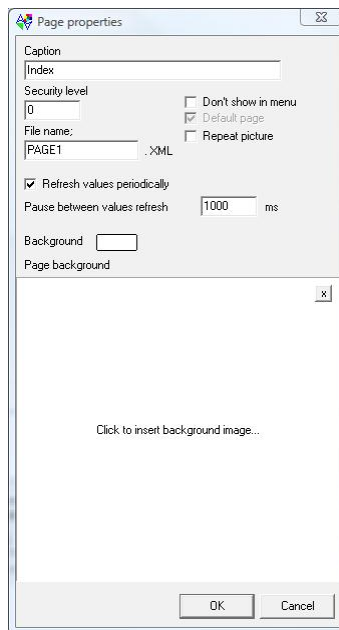 Page properties
Caption
Index
Security level
0
Don't show in menu
Default page
File name;
Repeat picture
PAGE1 .XML
Refresh values periodically
Pause between values refresh 1000 ms
Background
Page background
x
Click to insert background image...
OK Cancel